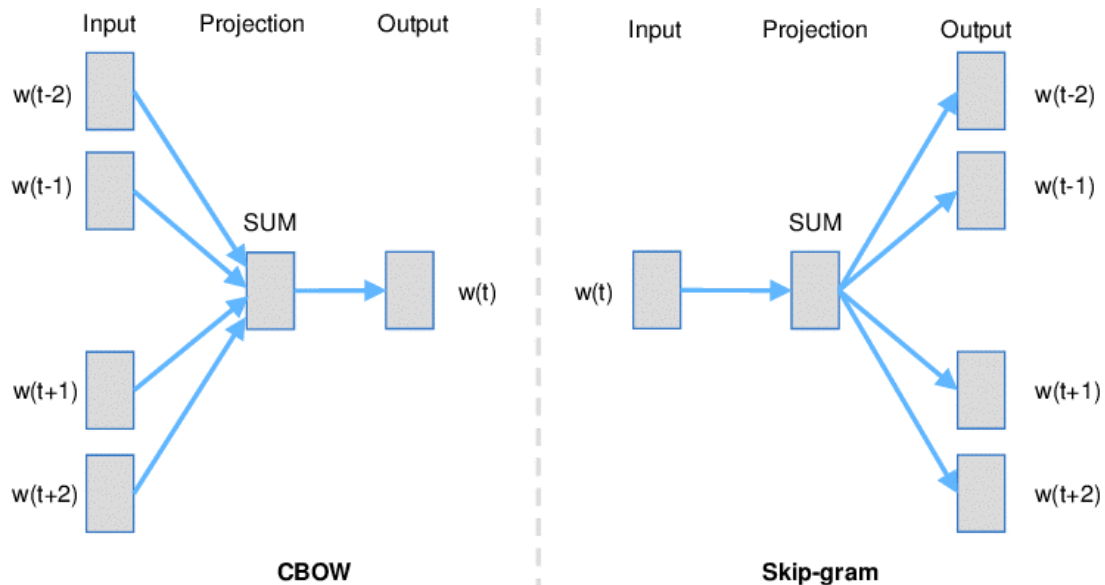 Input Projection Output
w(t-2)
w(t-1)
SUM
w(t)
w(t+1)
w(t+2)
CBOW
Input Projection Output
w(t-2)
w(t-1)
SUM
w(t)
w(t+1)
w(t+2)
Skip-gram